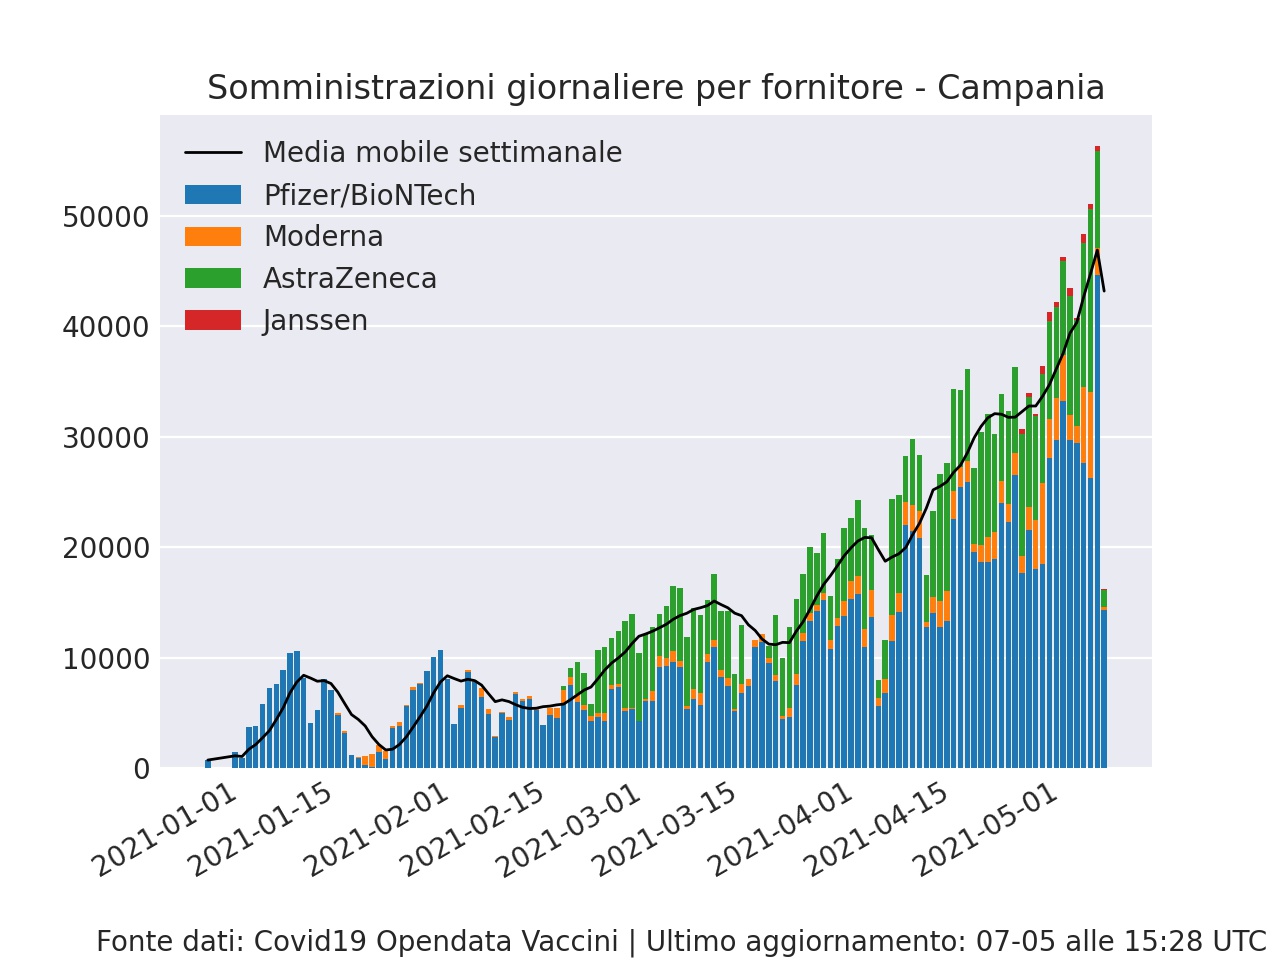 Somministrazioni giornaliere per fornitore - Campania
Media mobile settimanale
Pfizer/BioNTech
Moderna
AstraZeneca
Janssen
50000
40000
30000
20000
10000
0
2021-01-01
2021-01-15
2021-02-01
2021-02-15
2021-03-01
2021-03-15
2021-04-01
2021-04-15
2021-05-01
Fonte dati: Covid19 Opendata Vaccini | Ultimo aggiornamento: 07-05 alle 15:28 UTC